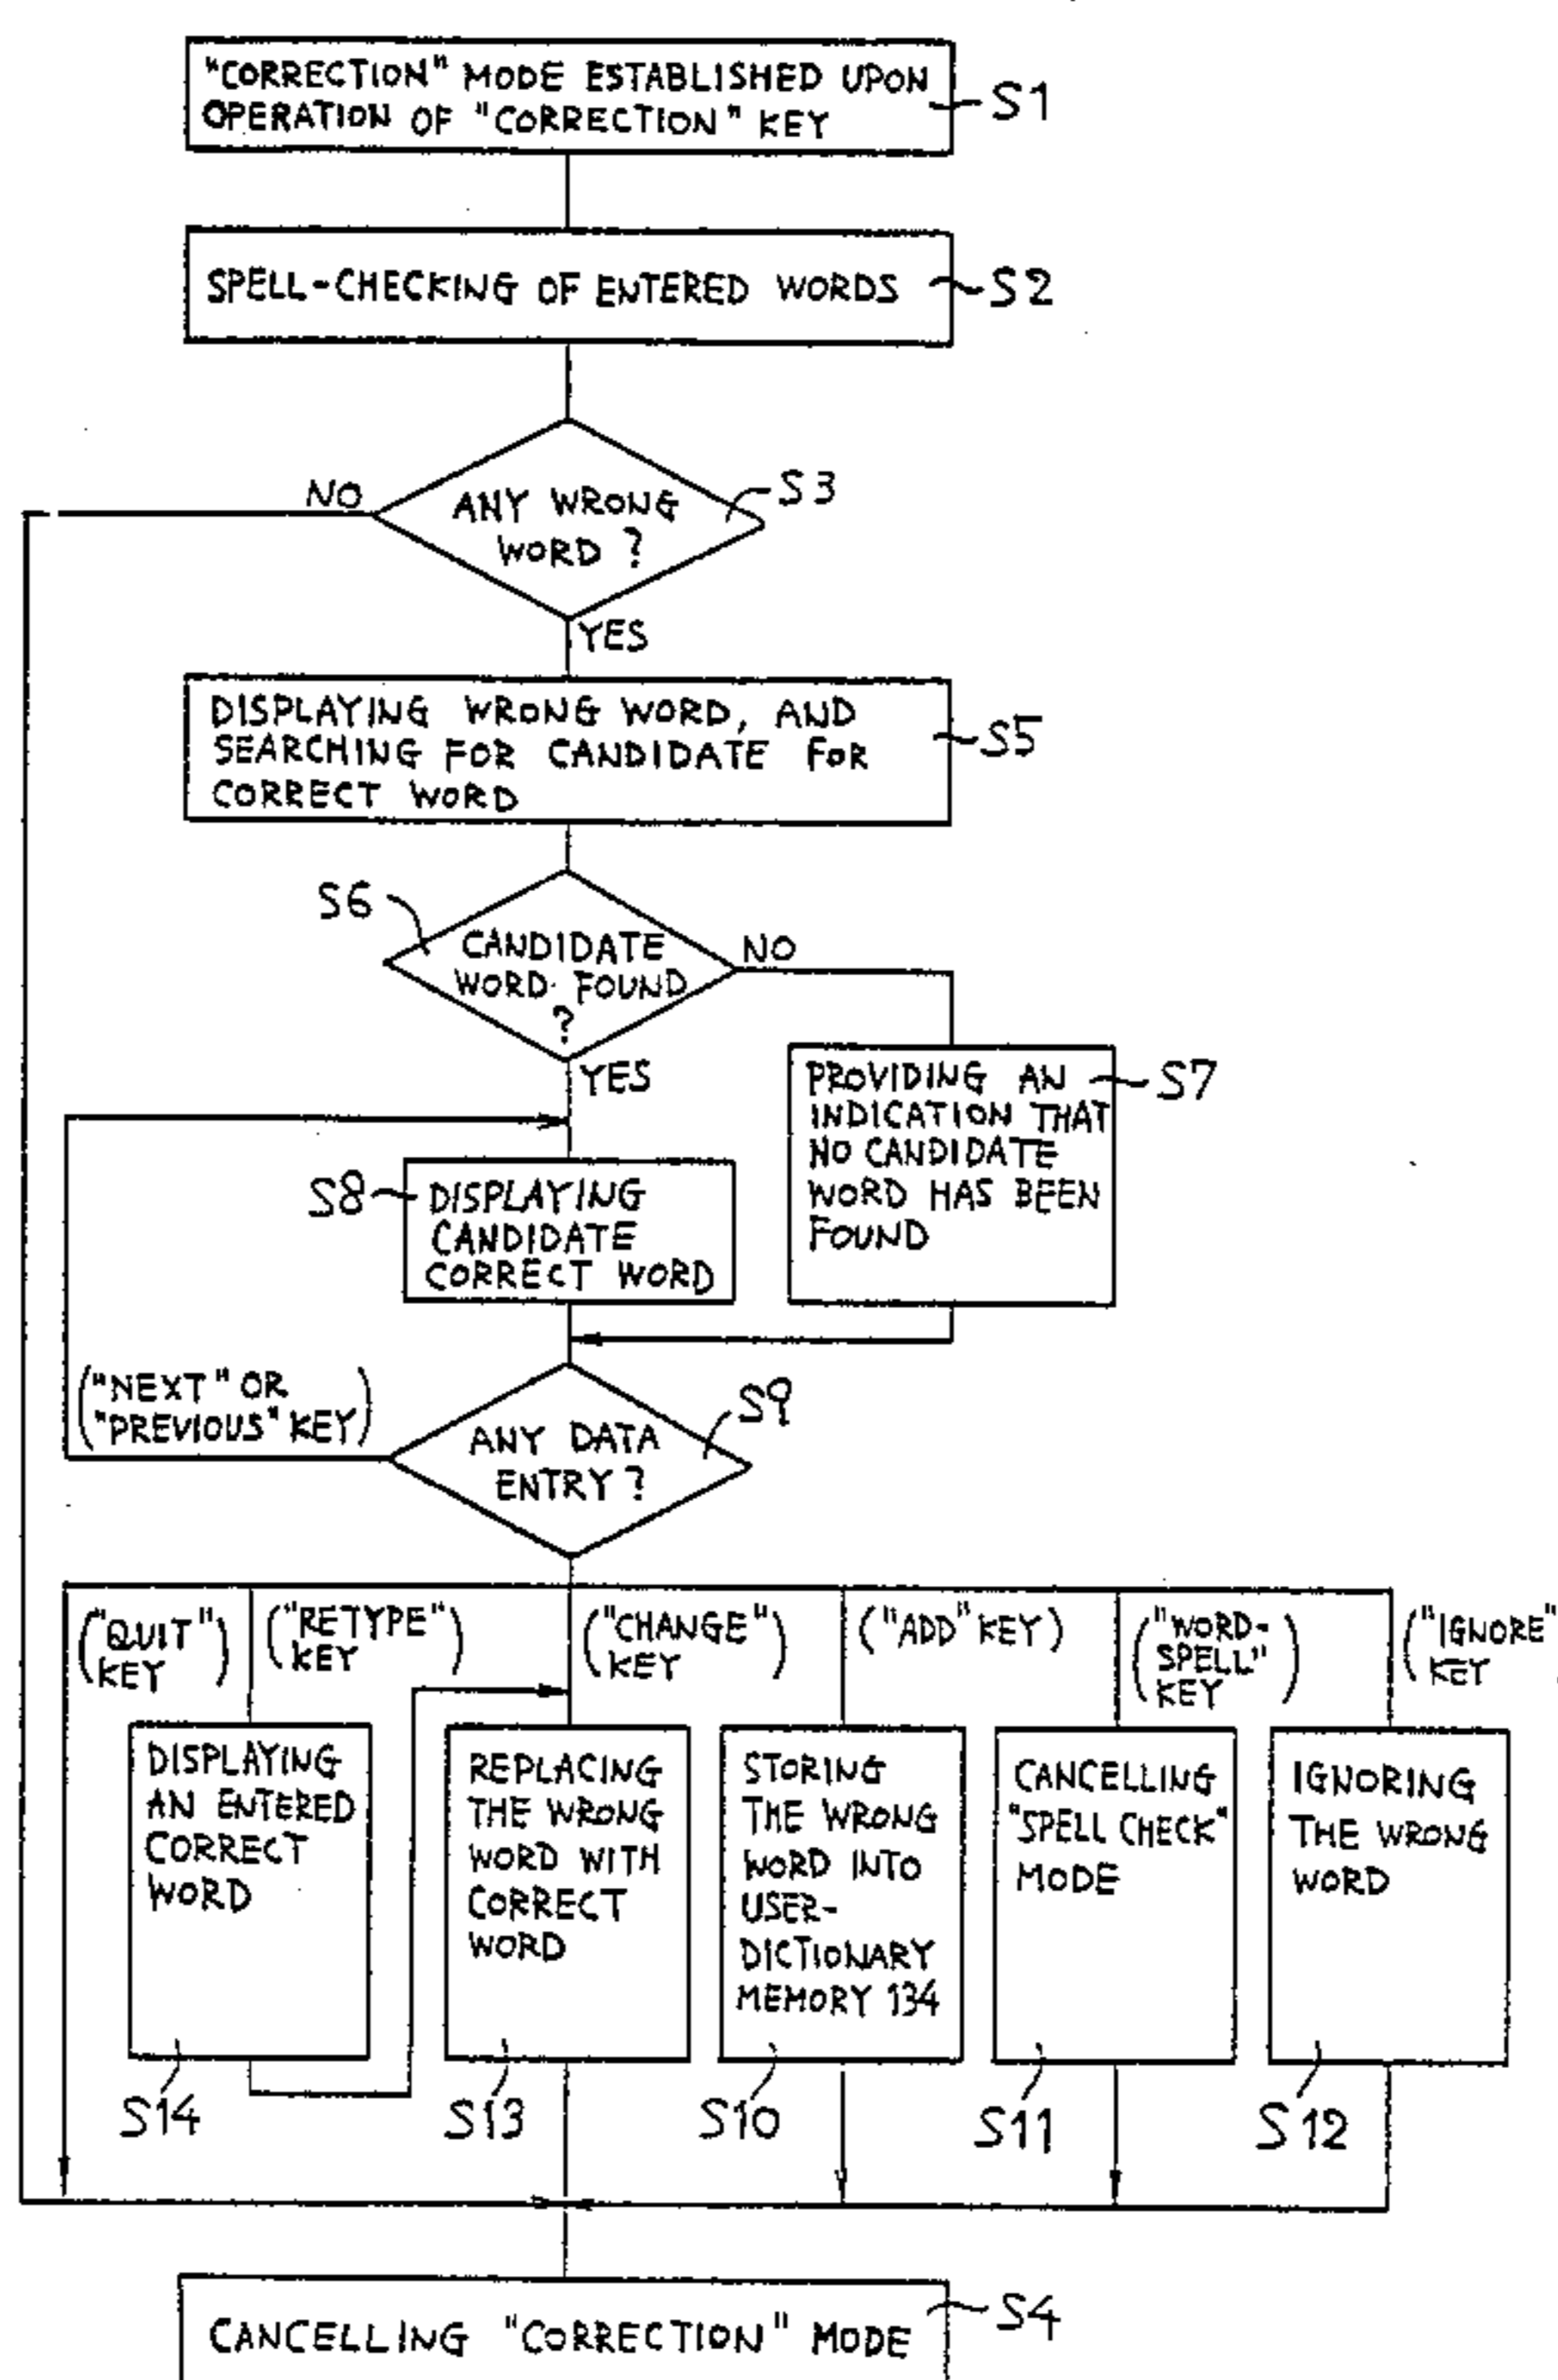 "CORRECTION" MODE ESTABLISHED UPON
OPERATION OF "CORRECTION" KEY
S1
SPELL-CHECKING OF ENTERED WORDS
S2
NO
ANY WRONG
WORD ?
S3
YES
DISPLAYING WRONG WORD, AND
SEARCHING FOR CANDIDATE FOR
CORRECT WORD
S5
S6
CANDIDATE
WORD FOUND
?
NO
YES
PROVIDING AN
INDICATION THAT
NO CANDIDATE
WORD HAS BEEN
FOUND
S7
S8
DISPLAYING
CANDIDATE
CORRECT WORD
("NEXT" OR
"PREVIOUS" KEY)
ANY DATA
ENTRY ?
S9
("QUIT"
KEY)
("RETYPE"
KEY)
("CHANGE"
KEY)
("ADD" KEY)
("WORD-
SPELL"
KEY)
("IGNORE"
KEY
DISPLAYING
AN ENTERED
CORRECT
WORD
S14
REPLACING
THE WRONG
WORD WITH
CORRECT
WORD
S13
STORING
THE WRONG
WORD INTO
USER-
DICTIONARY
MEMORY 134
S10
CANCELLING
"SPELL CHECK"
MODE
S11
IGNORING
THE WRONG
WORD
S12
CANCELLING "CORRECTION" MODE
S4